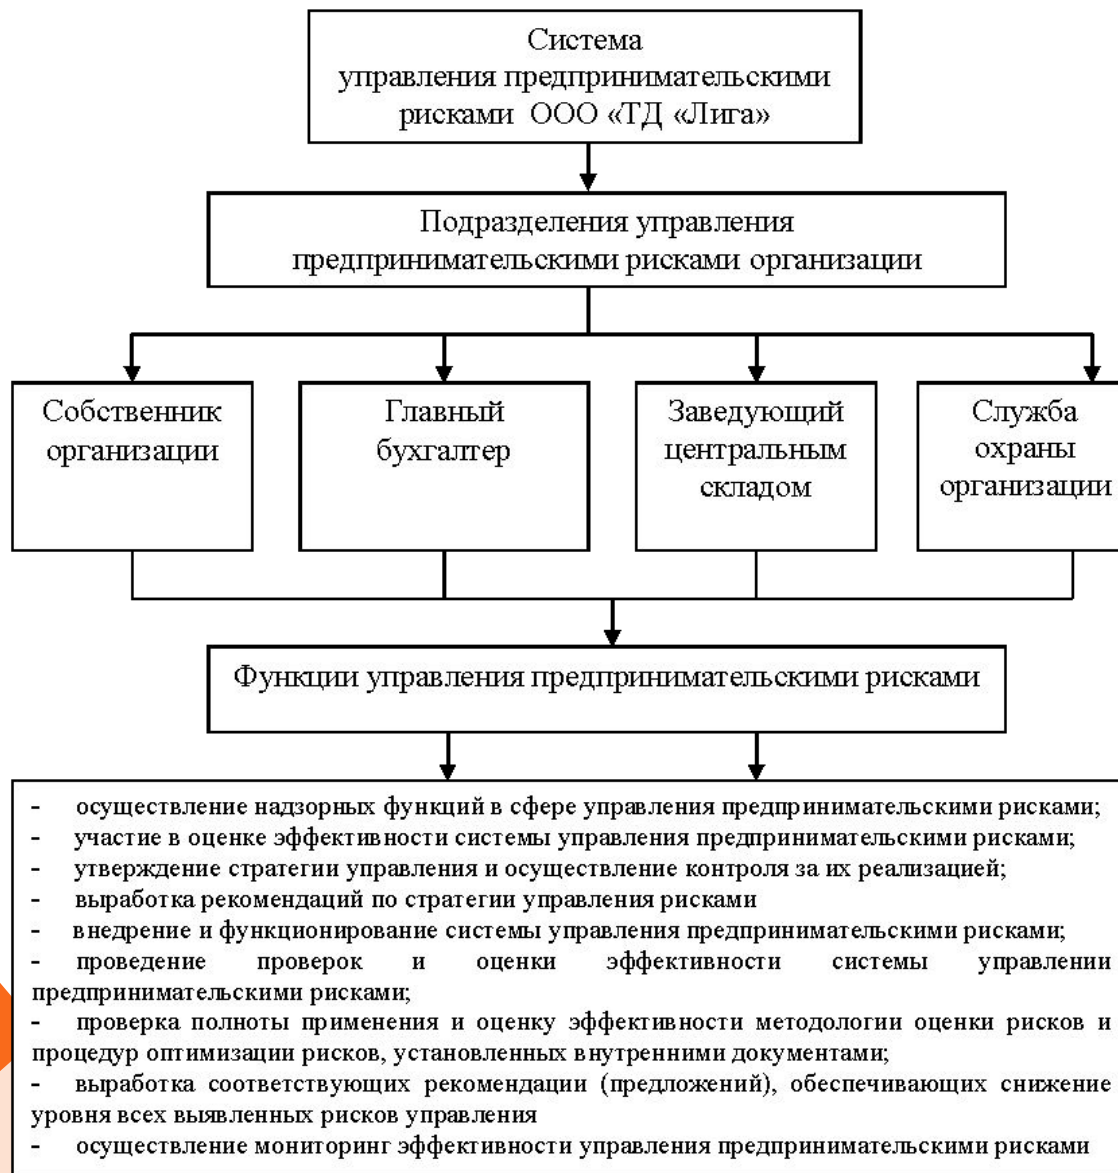 Система
управления предпринимательскими
рисками ООО «ТД «Лига»
Подразделения управления
предпринимательскими рисками организации
Собственник
организации
Главный
бухгалтер
Заведующий
центральным
складом
Служба
охраны
организации
Функции управления предпринимательскими рисками
- осуществление надзорных функций в сфере управления предпринимательскими рисками;
- участие в оценке эффективности системы управления предпринимательскими рисками;
- утверждение стратегии управления и осуществление контроля за их реализацией;
- выработка рекомендаций по стратегии управления рисками
- внедрение и функционирование системы управления предпринимательскими рисками;
- проведение проверок и оценки эффективности системы управлении
предпринимательскими рисками;
- проверка полноты применения и оценку эффективности методологии оценки рисков и
процедур оптимизации рисков, установленных внутренними документами;
- выработка соответствующих рекомендации (предложений), обеспечивающих снижение
уровня всех выявленных рисков управления
- осуществление мониторинг эффективности управления предпринимательскими рисками